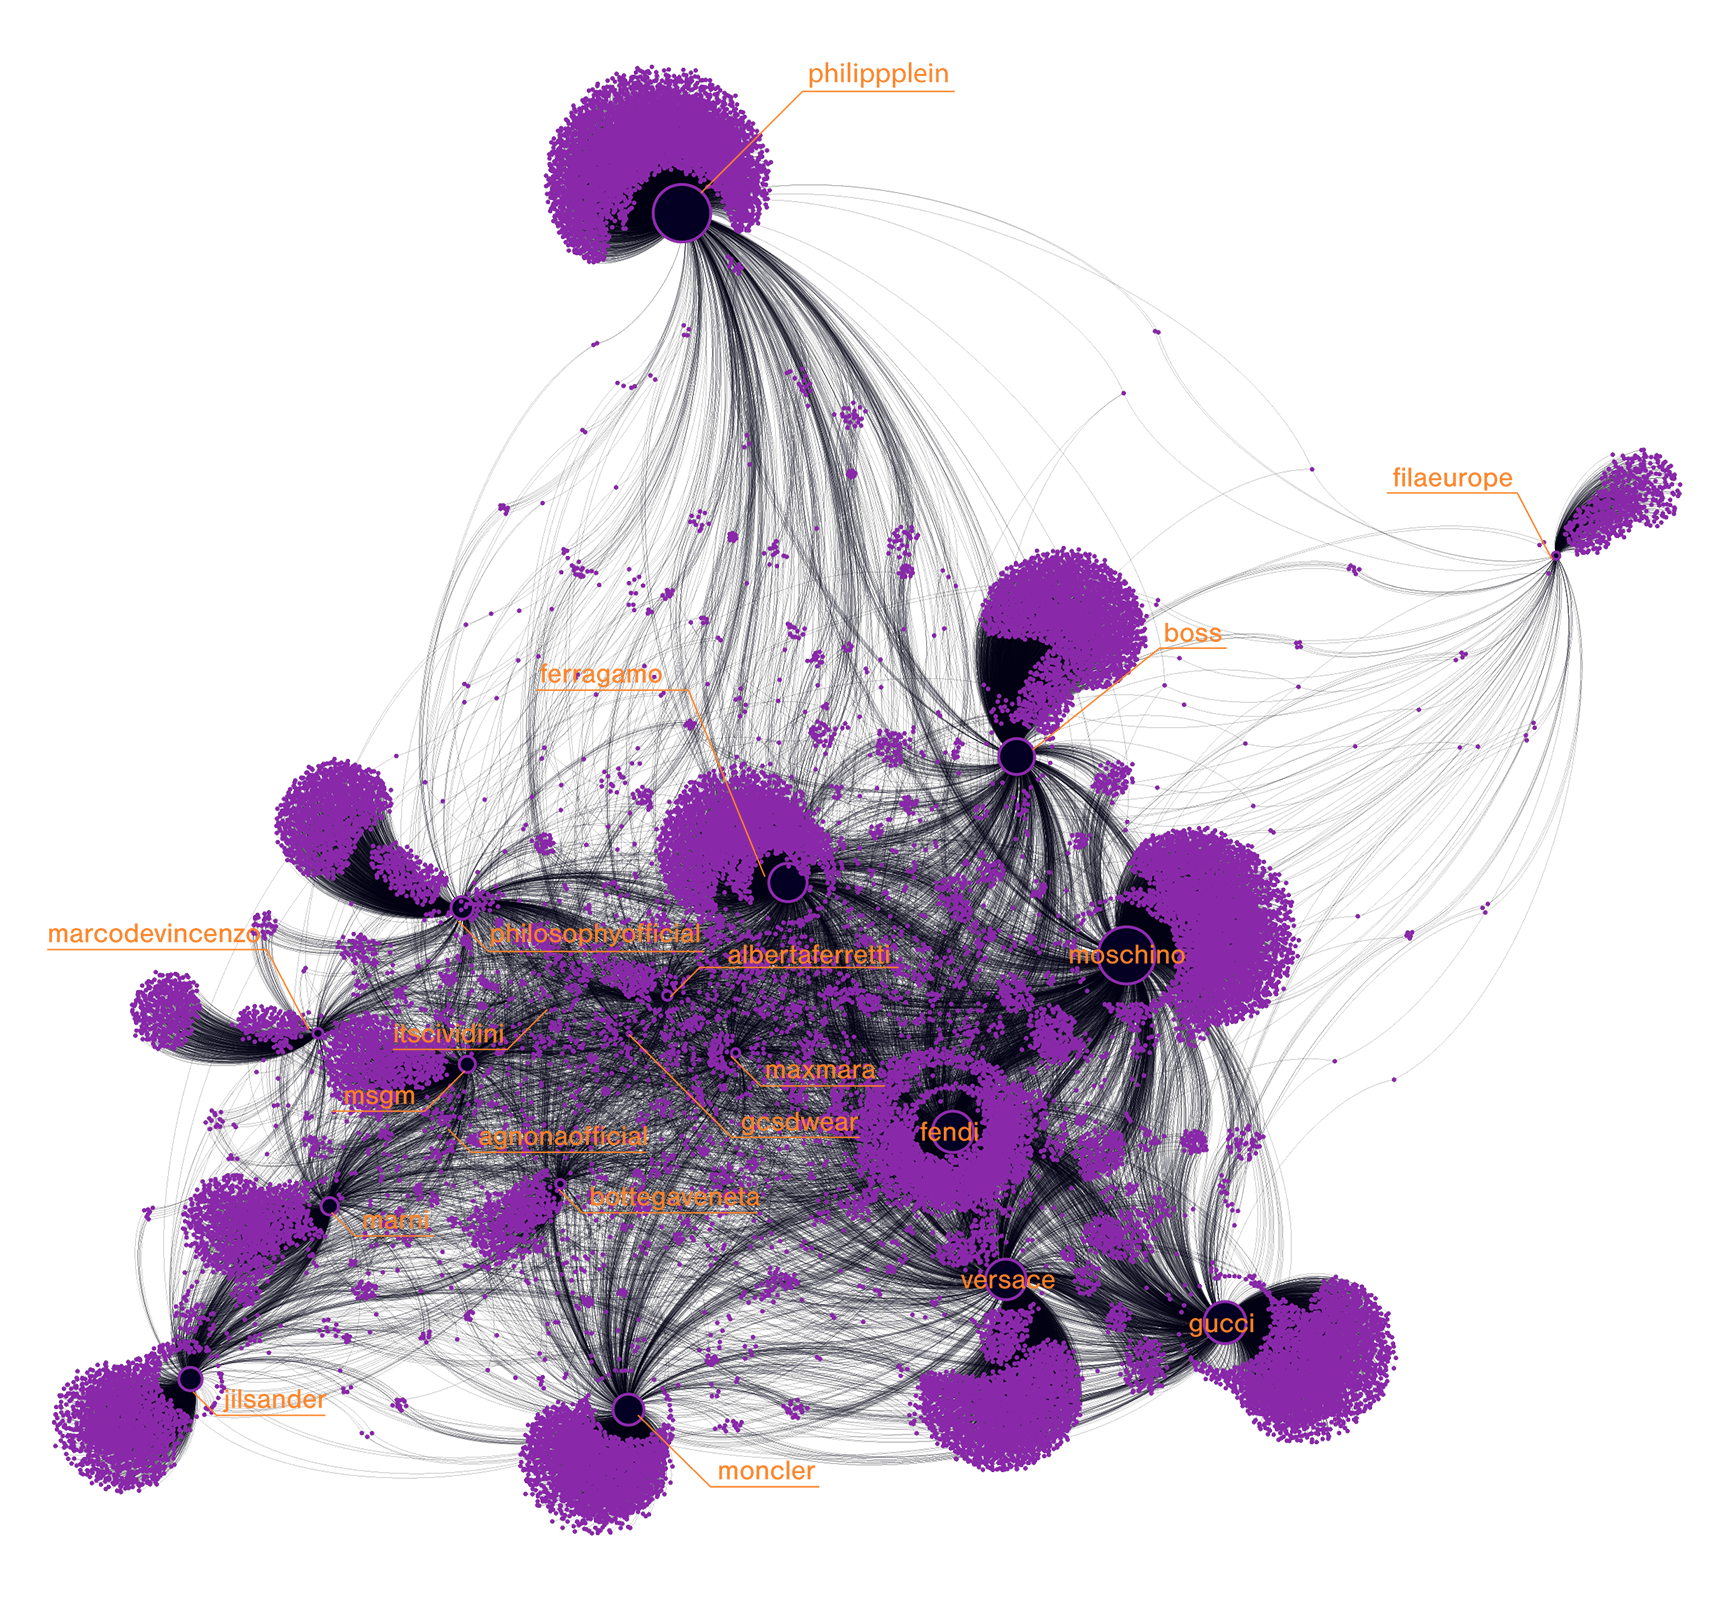 philippplein
filaeurope
boss
ferragamo
marcodevincenzo
philosophyofficial
albertaferretti
moschino
itscividini
maxmara
msgm
gcsdwear
fendi
agnonaofficial
bottegaveneta
marni
versace
gucci
jilsander
moncler